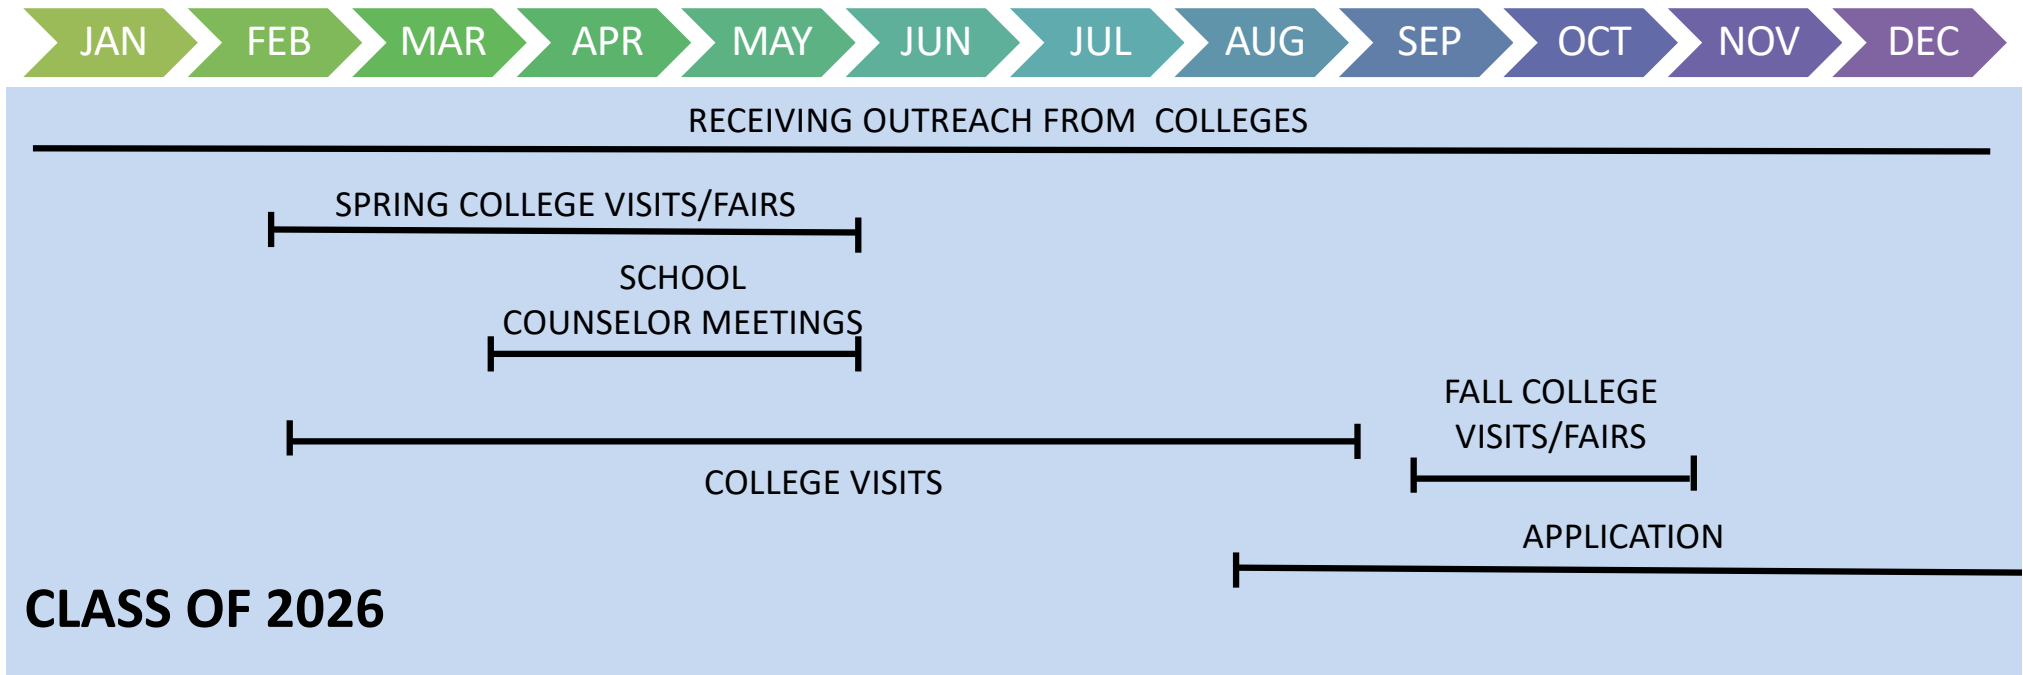 JAN FEB MAR APR MAY JUN JUL AUG SEP OCT NOV DEC
RECEIVING OUTREACH FROM  COLLEGES
SPRING COLLEGE VISITS/FAIRS
SCHOOL
COUNSELOR MEETINGS
FALL COLLEGE
VISITS/FAIRS
COLLEGE VISITS
APPLICATION
CLASS OF 2026